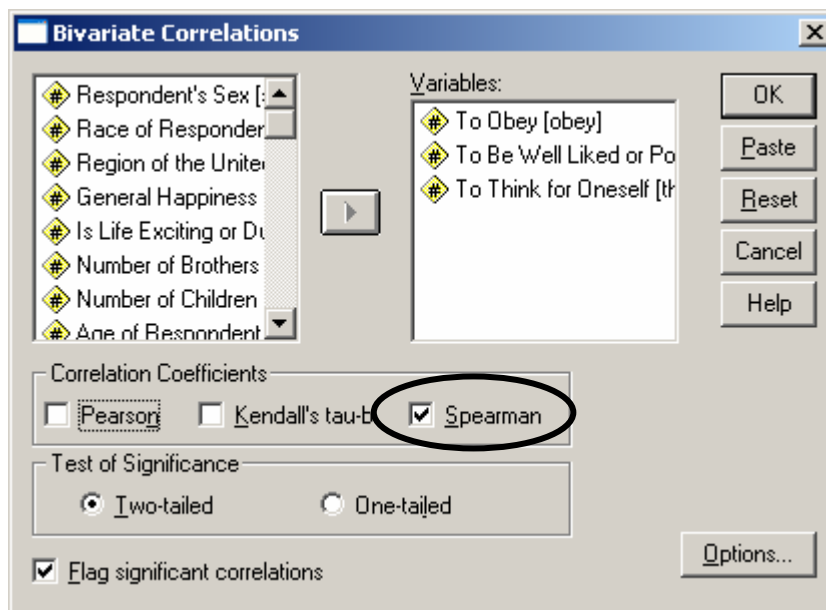 Bivariate Correlations
Respondent's Sex [
Race of Responder
Region of the United
General Happiness
Is Life Exciting or Du
Number of Brothers
Number of Children
Age of Respondent
Variables:
To Obey [obey]
To Be Well Liked or Po
To Think for Oneself [th
OK
Paste
Reset
Cancel
Help
Correlation Coefficients
Pearson Kendall's tau-b Spearman
Test of Significance
Two-tailed One-tailed
Flag significant correlations
Options...